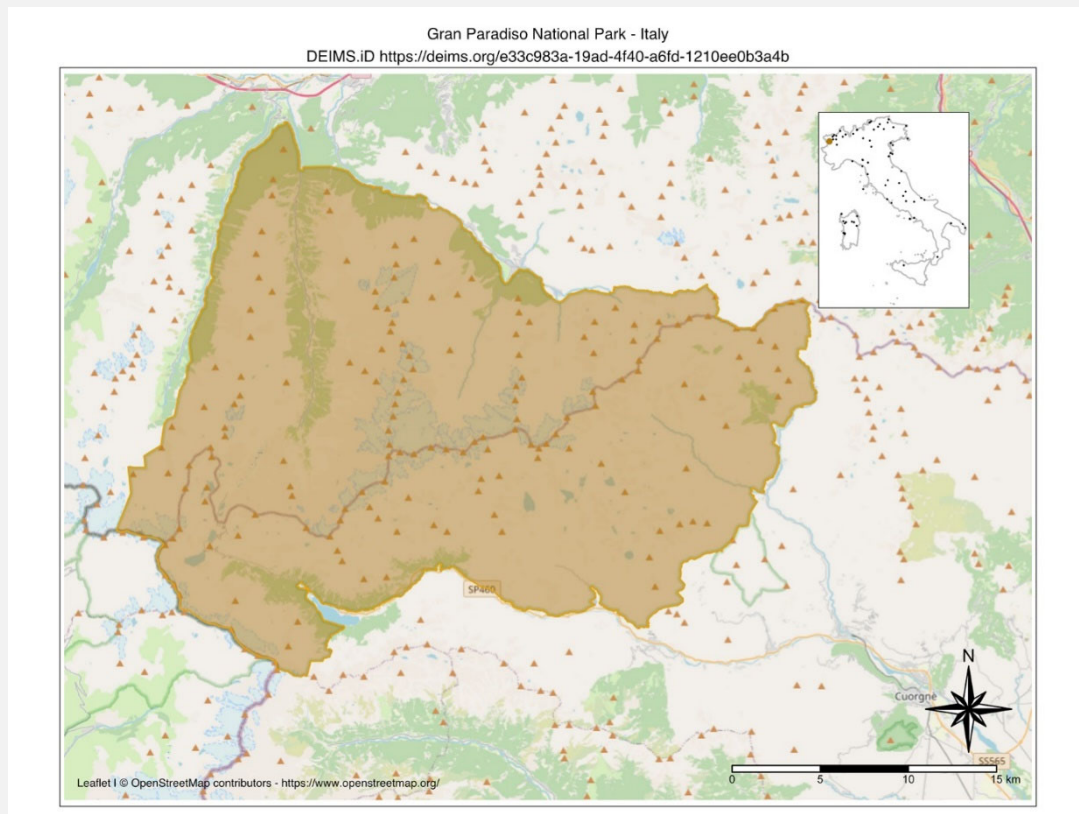 Gran Paradiso National Park - Italy
DEIMS.iD https://deims.org/e33c983a-19ad-4f40-a6fd-1210ee0b3a4b
SP460
N
Cuorgnè
SS565
0 5 10 15 km
Leaflet | © OpenStreetMap contributors - https://www.openstreetmap.org/